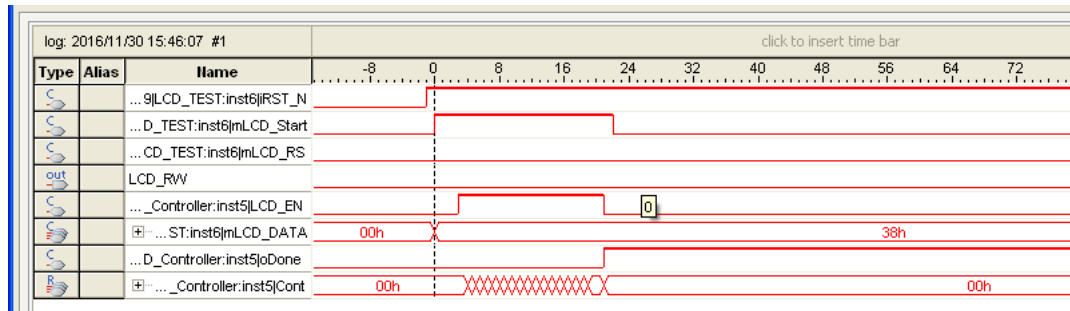 log: 2016/11/30 15:46:07 #1 click to insert time bar
Type Alias Name -8 0 8 16 24 32 40 48 56 64 72
C ...9|LCD_TEST:inst6|iRST_N
C ...D_TEST:inst6|mLCD_Start
C ...CD_TEST:inst6|mLCD_RS
out LCD_RW
C ..._Controller:inst5|LCD_EN 0
C ...ST:inst6|mLCD_DATA 00h 38h
C ...D_Controller:inst5|oDone
R ..._Controller:inst5|Cont 00h 00h